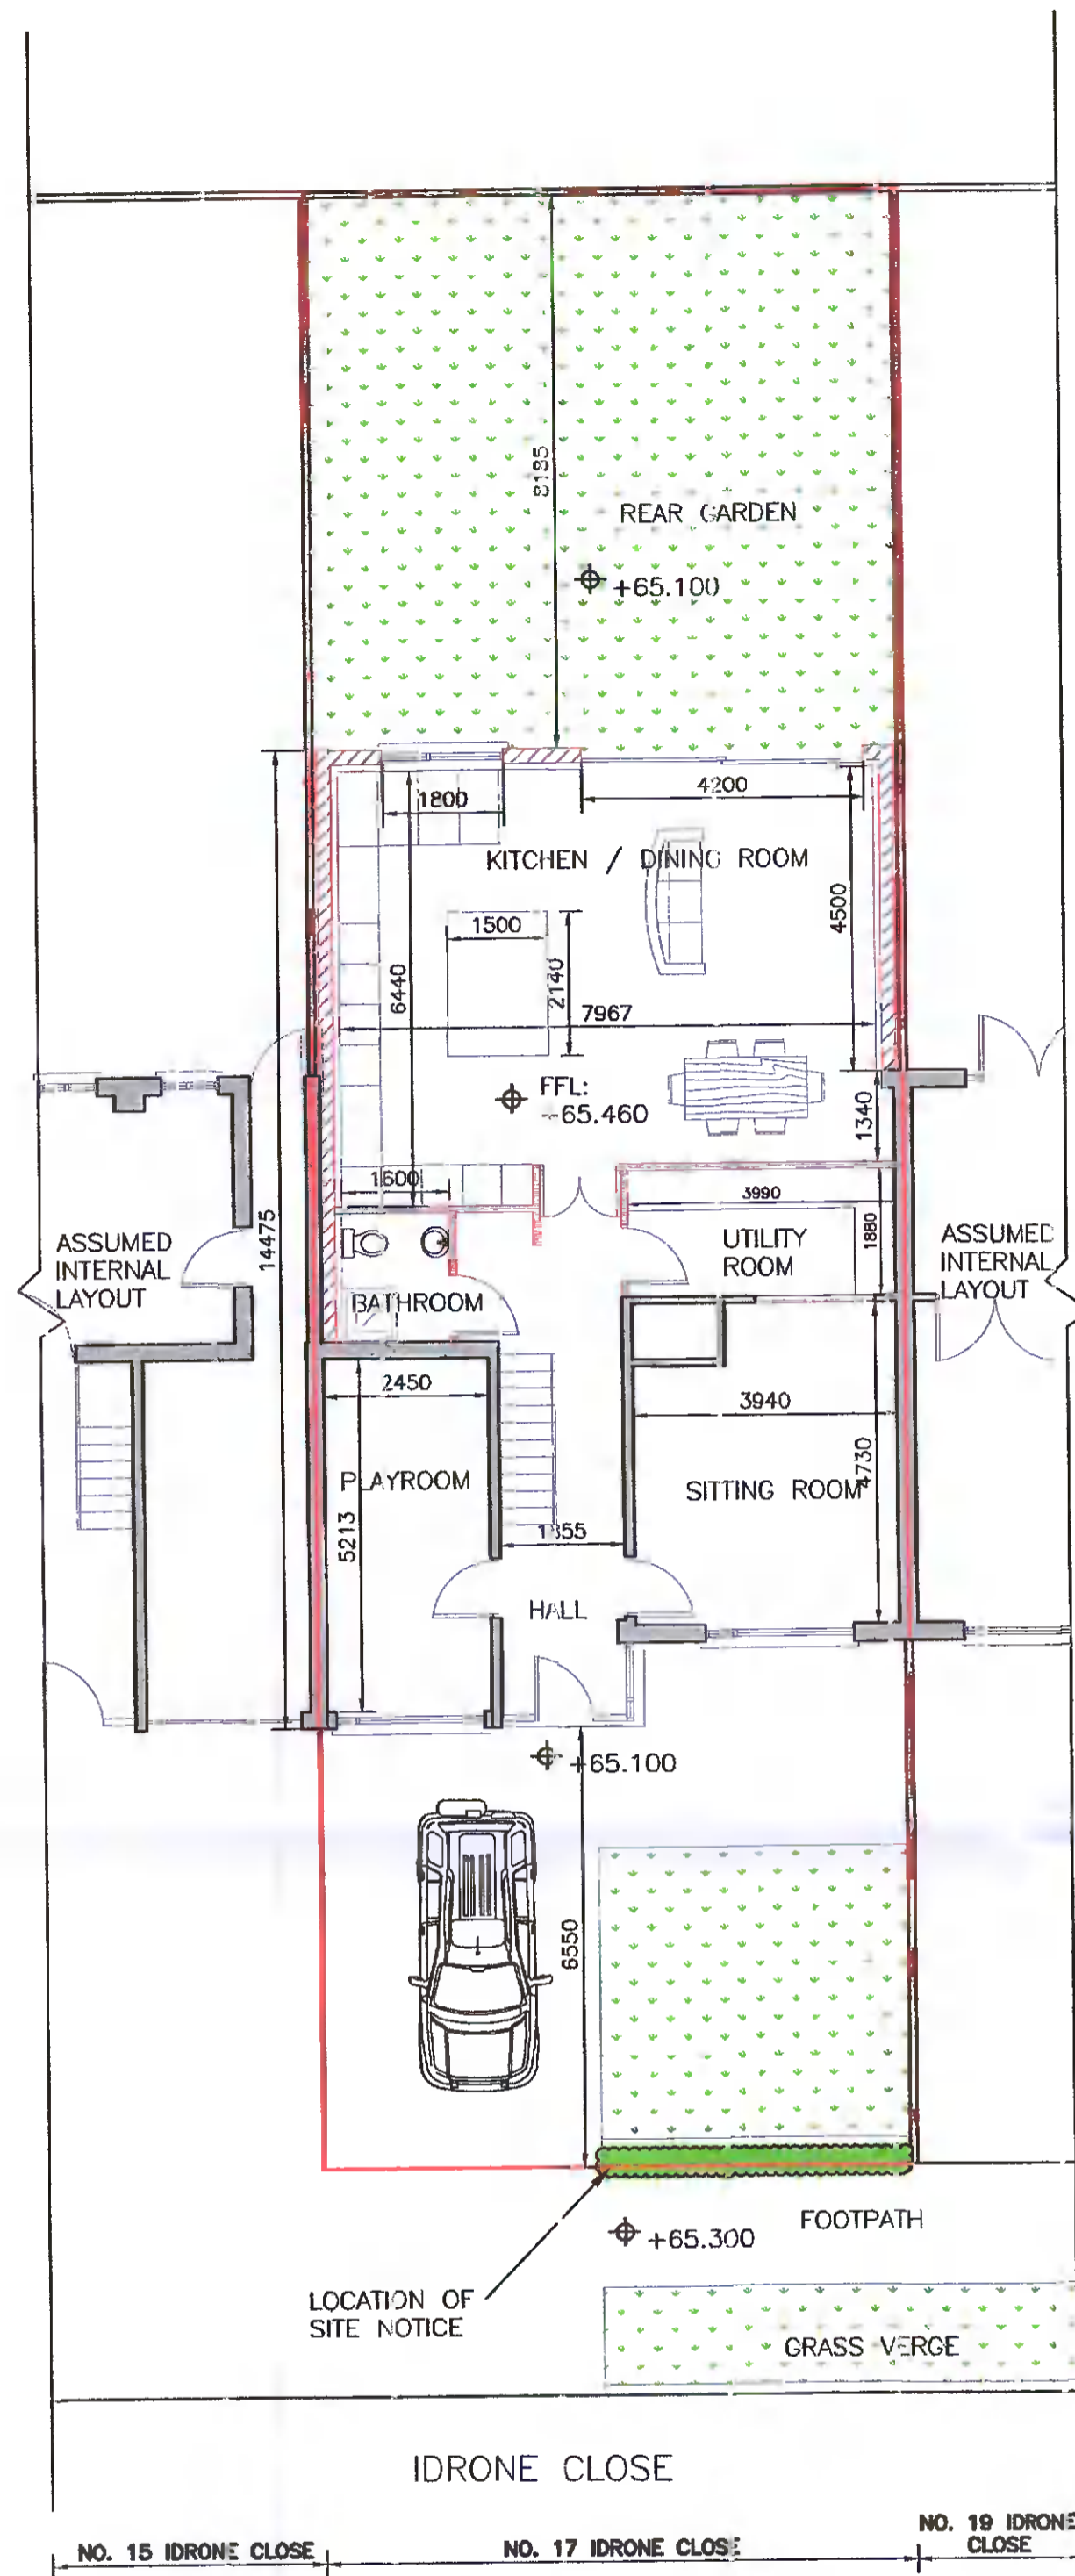 8185
REAR GARDEN
+65.100
1800
4200
KITCHEN / DINING ROOM
4500
1500
6440
2140
7967
FFL:
65.460
1340
1600
3990
14475
ASSUMED
INTERNAL
LAYOUT
UTILITY
ROOM
1880
ASSUMED
INTERNAL
LAYOUT
BATHROOM
2450
3940
PLAYROOM
SITTING ROOM
4730
5213
1855
HALL
+65.100
6550
FOOTPATH
+65.300
LOCATION OF
SITE NOTICE
GRASS VERGE
IDRONE CLOSE
NO. 15 IDRONE CLOSE
NO. 17 IDRONE CLOSE
NO. 19 IDRONE
CLOSE